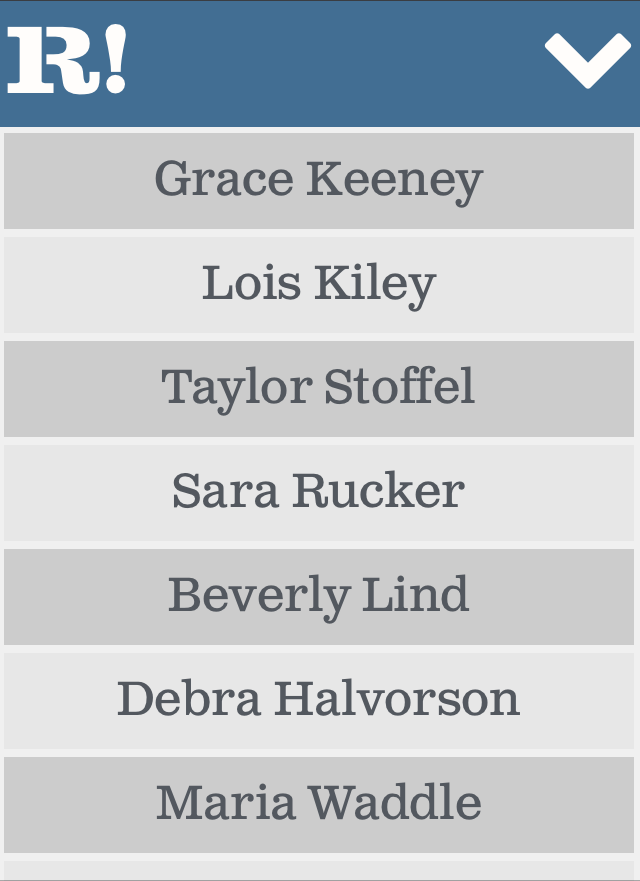 R!
Grace Keeney
Lois Kiley
Taylor Stoffel
Sara Rucker
Beverly Lind
Debra Halvorson
Maria Waddle